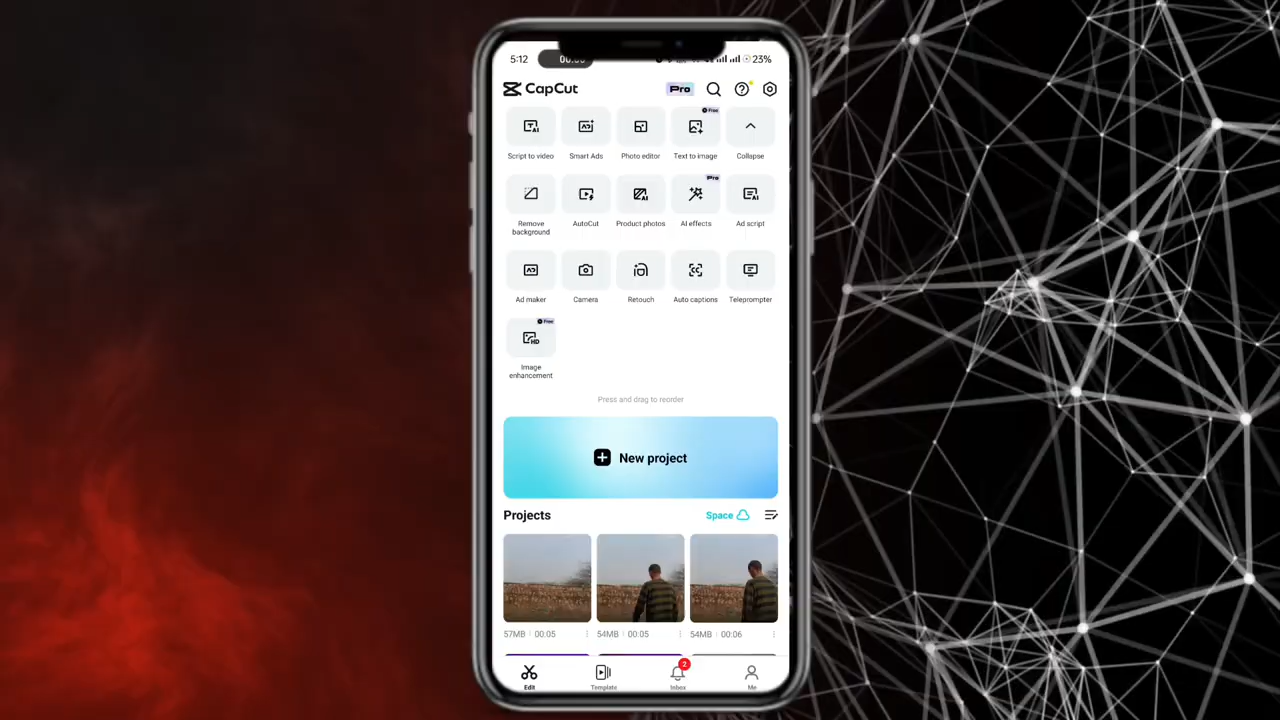 5:12 00:00 23%
CapCut Pro
Free
Script to video Smart Ads Photo editor Text to image Collapse
Pro
Remove background AutoCut Product photos AI effects Ad script
Ad maker Camera Retouch Auto captions Teleprompter
Free
Image enhancement
Press and drag to reorder
New project
Projects Space
57MB 00:05 54MB 00:05 54MB 00:06
2
Edit Template Inbox Me